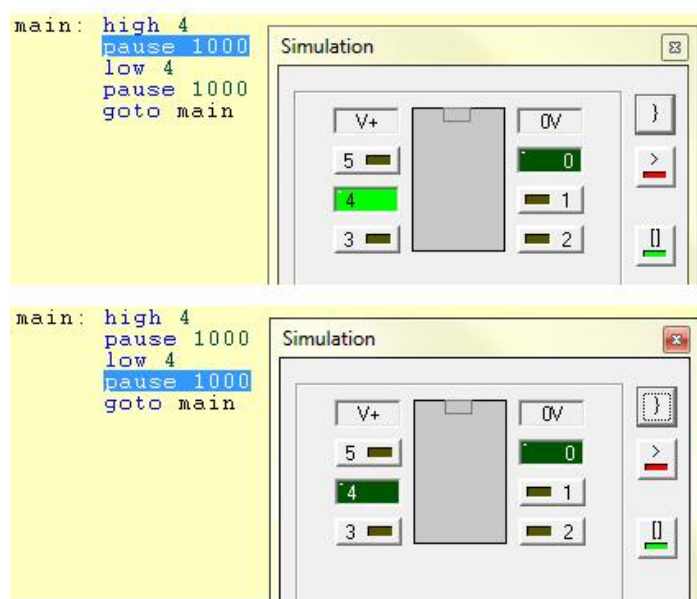 main: high 4
pause 1000
low 4
pause 1000
goto main
Simulation
V+ 0V }
5 0 >
4 1
3 2 []
main: high 4
pause 1000
low 4
pause 1000
goto main
Simulation
V+ 0V }
5 0 >
4 1
3 2 []